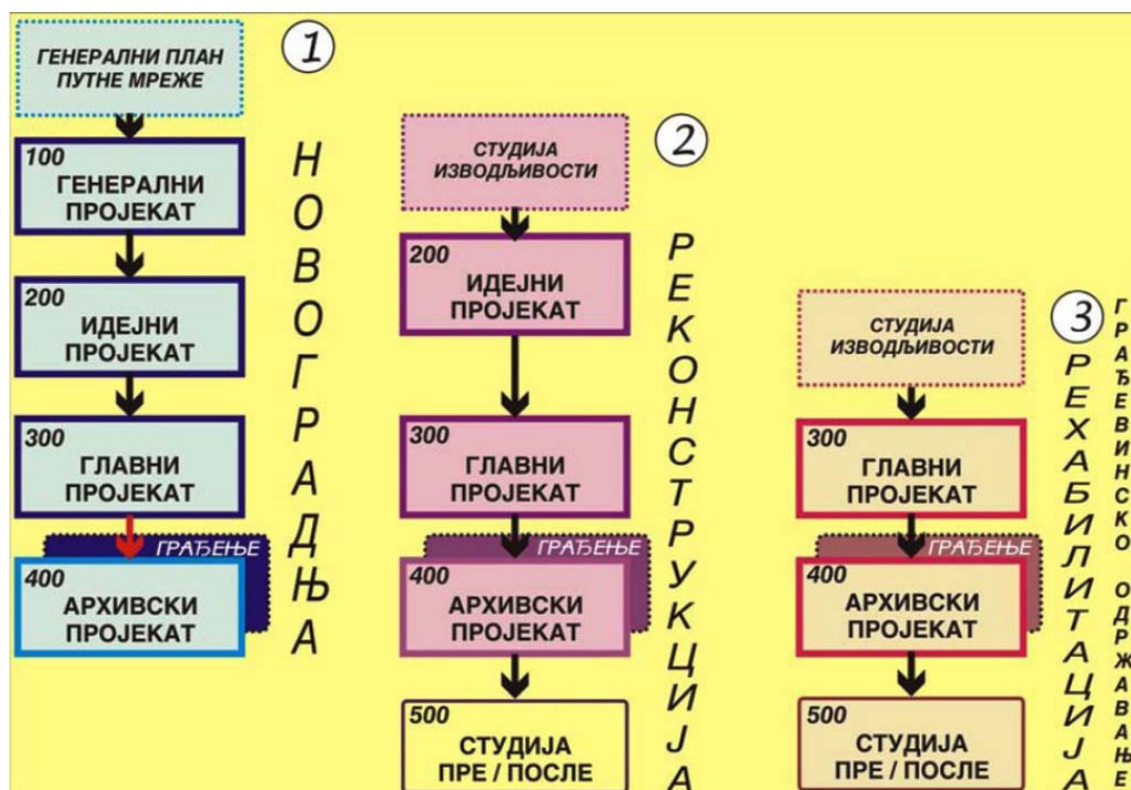 1
ГЕНЕРАЛНИ ПЛАН
ПУТНЕ МРЕЖЕ
100
ГЕНЕРАЛНИ
ПРОЈЕКАТ
200
ИДЕЈНИ
ПРОЈЕКАТ
300
ГЛАВНИ
ПРОЈЕКАТ
ГРАЂЕЊЕ
400
АРХИВСКИ
ПРОЈЕКАТ
НОВОГРАДЊА
2
СТУДИЈА
ИЗВОДЉИВОСТИ
200
ИДЕЈНИ
ПРОЈЕКАТ
300
ГЛАВНИ
ПРОЈЕКАТ
ГРАЂЕЊЕ
400
АРХИВСКИ
ПРОЈЕКАТ
500
СТУДИЈА
ПРЕ / ПОСЛЕ
РЕКОНСТРУКЦИЈА
3
СТУДИЈА
ИЗВОДЉИВОСТИ
300
ГЛАВНИ
ПРОЈЕКАТ
ГРАЂЕЊЕ
400
АРХИВСКИ
ПРОЈЕКАТ
500
СТУДИЈА
ПРЕ / ПОСЛЕ
РЕХАБИЛИТАЦИЈА
ГРАЂЕВИНСКО ОДРЖАВАЊЕ